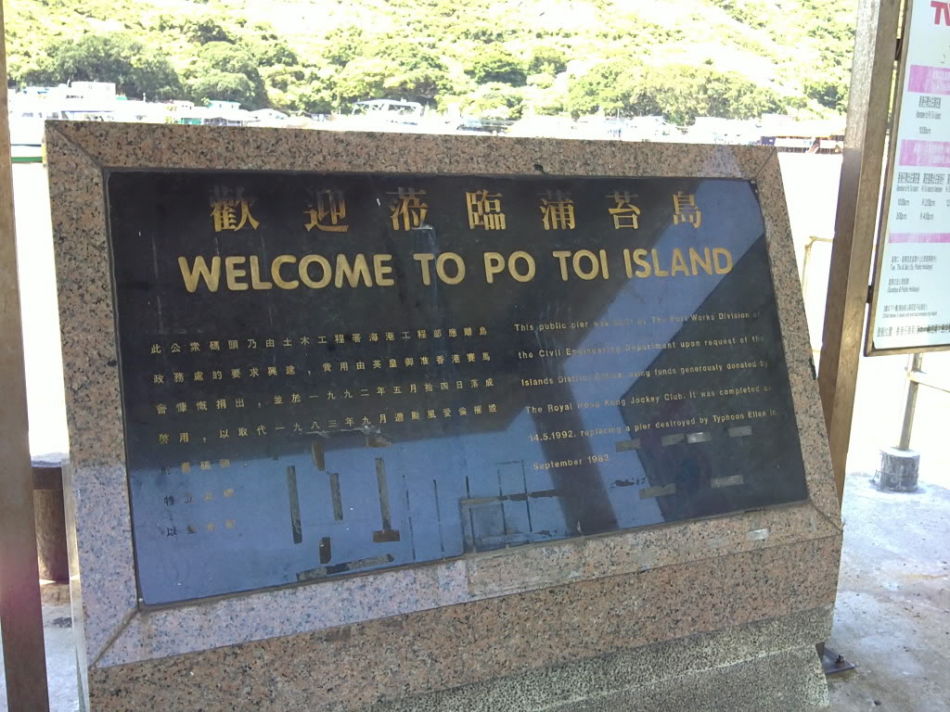 歡迎蒞臨蒲苔島
WELCOME TO PO TOI ISLAND
此公眾碼頭乃由土木工程署海港工程部應離島
政務處的要求興建，費用由英皇御准香港賽馬
會慷慨捐出，並於一九九二年五月拾四日落成
啓用，以取代一九八三年九月遭颱風愛倫摧毀
舊碼頭
This public pier was built by The Port Works Division of
the Civil Engineering Department upon request of the
Islands District Office, using funds generously donated by
The Royal Hong Kong Jockey Club. It was completed on
14.5.1992, replacing a pier destroyed by Typhoon Ellen in
September 1983.